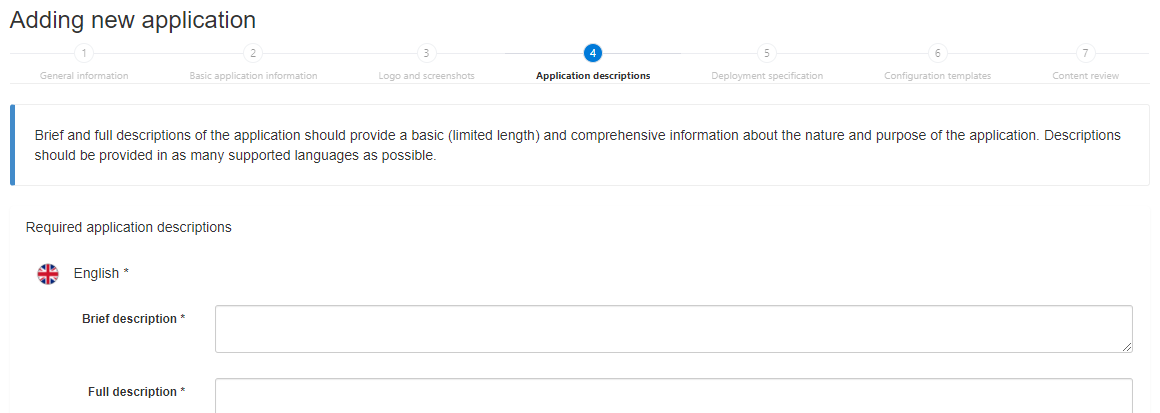 Adding new application
1 2 3 4 5 6 7
General information Basic application information Logo and screenshots Application descriptions Deployment specification Configuration templates Content review
Brief and full descriptions of the application should provide a basic (limited length) and comprehensive information about the nature and purpose of the application. Descriptions
should be provided in as many supported languages as possible.
Required application descriptions
English *
Brief description *
Full description *